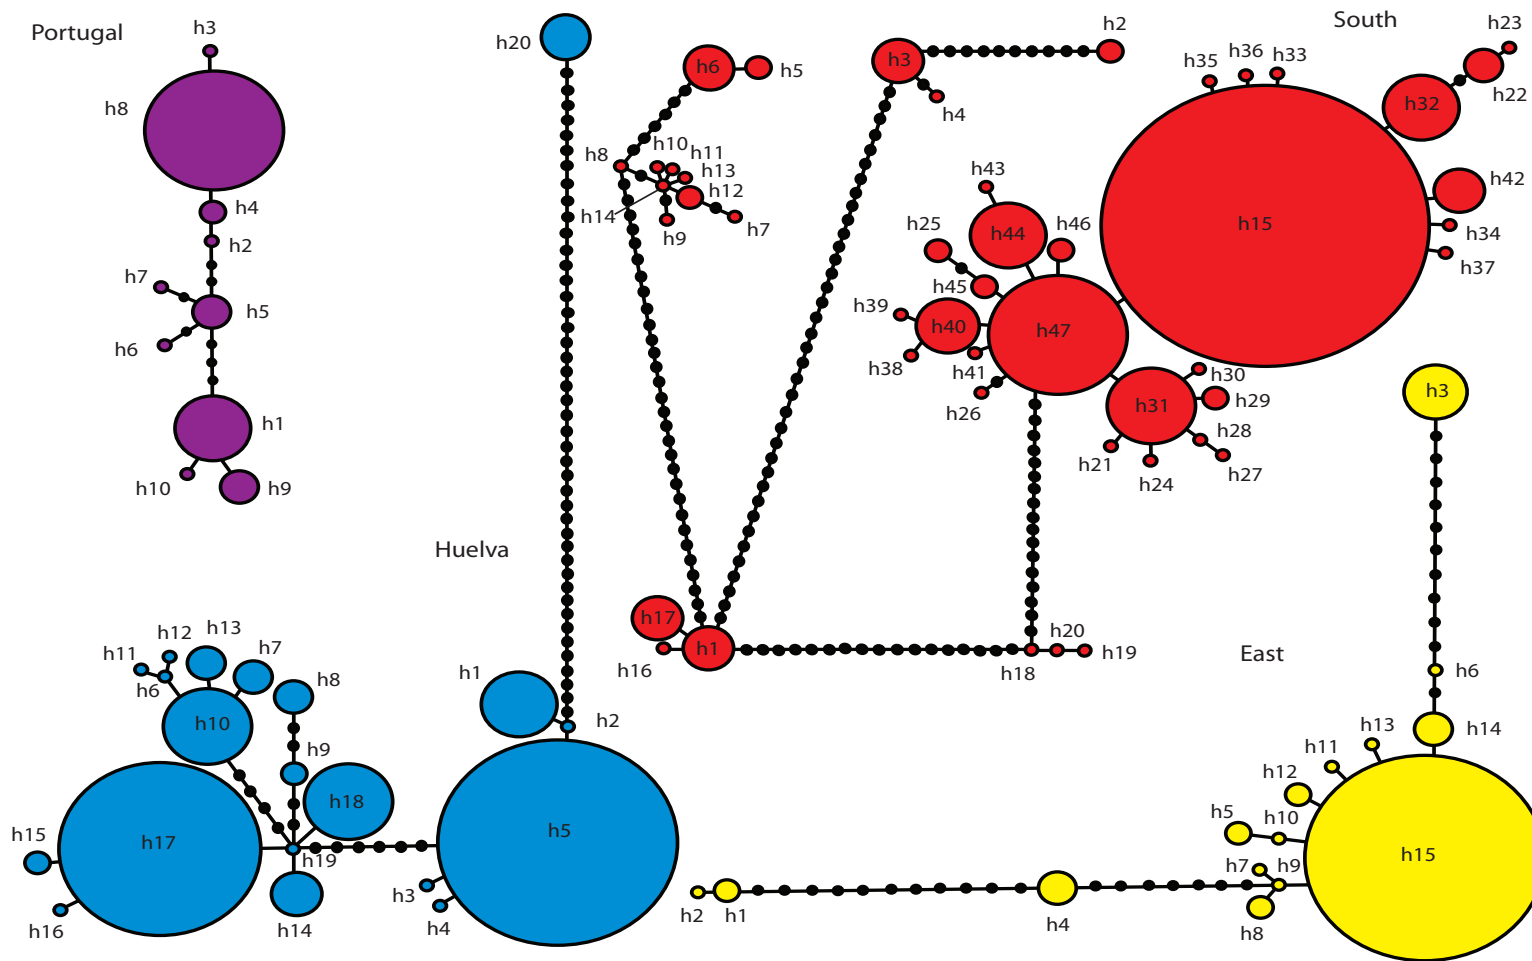 Portugal
h3
h8
h4
h2
h7
h5
h6
h1
h10
h9
Huelva
h20
h12
h13
h7
h11
h6
h8
h10
h9
h1
h2
h18
h17
h19
h5
h15
h16
h14
h3
h4
South
h6
h5
h3
h2
h4
h8
h10
h11
h13
h12
h14
h9
h7
h23
h36
h33
h35
h32
h22
h42
h15
h34
h37
h43
h44
h46
h25
h45
h39
h40
h47
h38
h41
h26
h30
h31
h29
h28
h21
h24
h27
h17
h1
h16
h18
h20
h19
East
h3
h6
h14
h13
h11
h12
h5
h10
h15
h7
h9
h8
h4
h2
h1